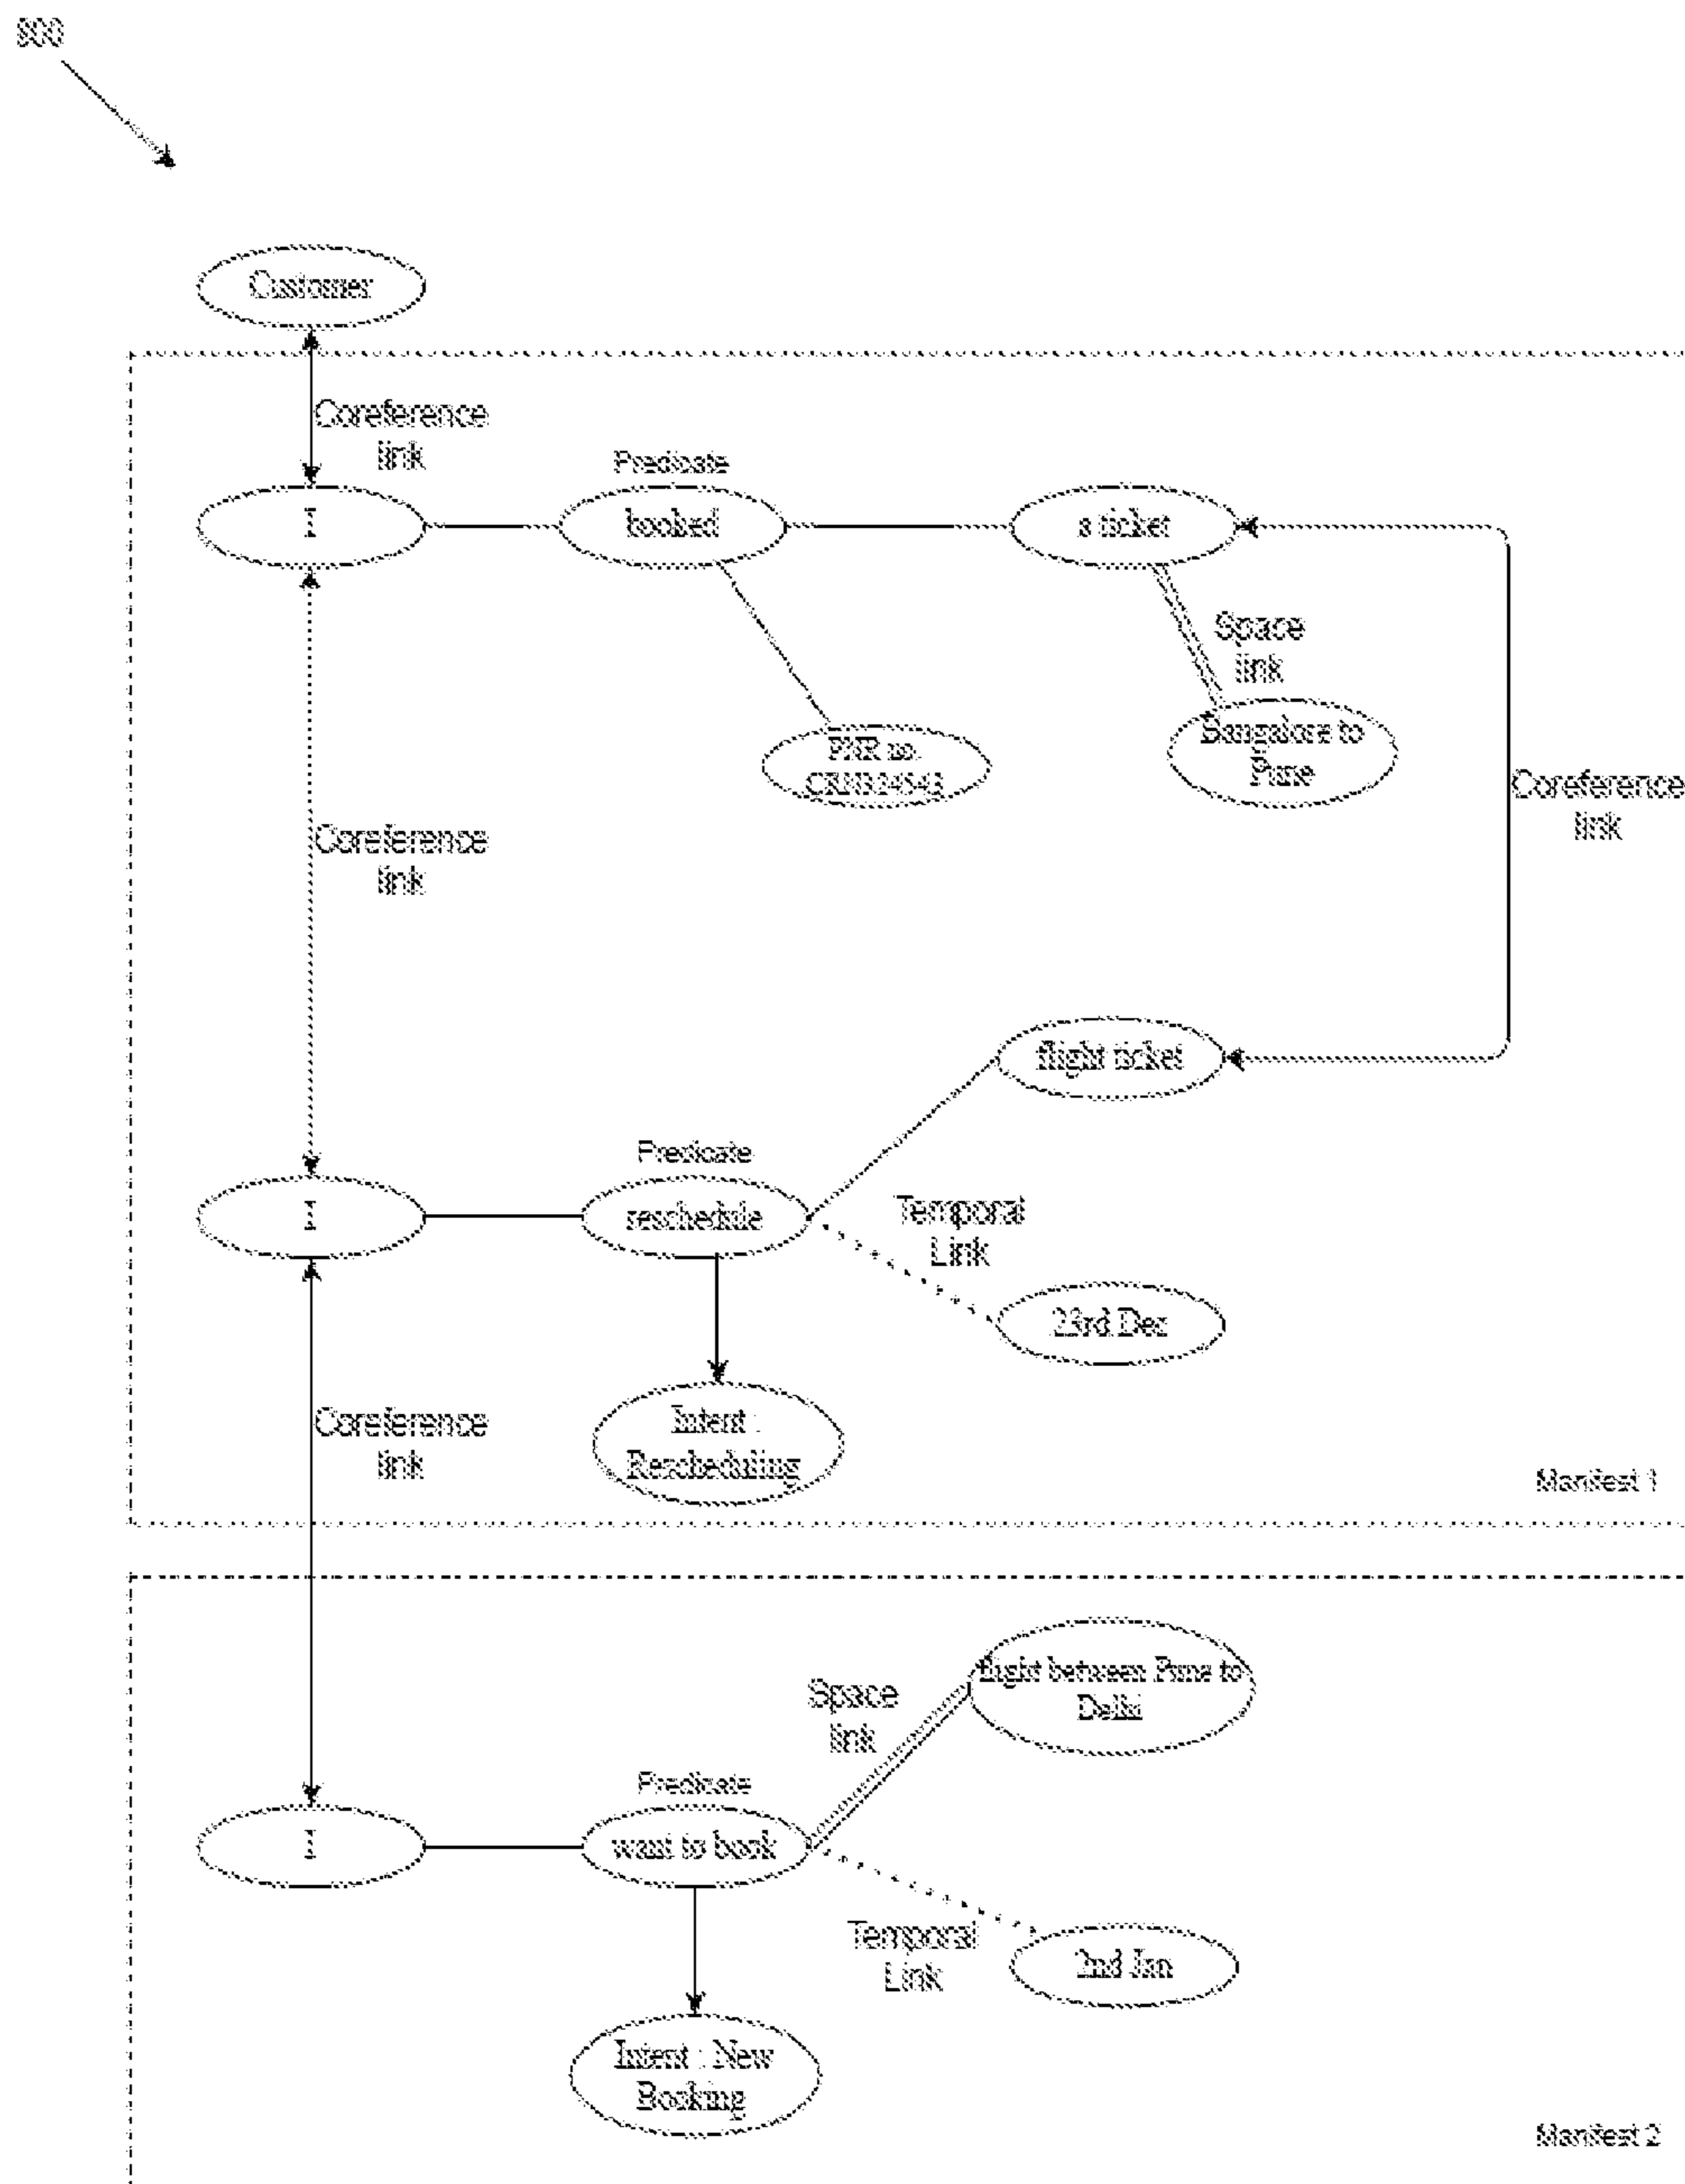 800
Customer
Coreference
link
Predicate
I
booked
a ticket
Space
link
PNR no.
Bangalore to
Pune
Coreference
link
Coreference
link
flight ticket
Predicate
I
reschedule
Temporal
Link
23rd Dec
Intent :
Rescheduling
Coreference
link
Manifest 1
flight between Pune to
Delhi
Space
link
Predicate
I
want to book
Temporal
Link
2nd Jan
Intent : New
Booking
Manifest 2